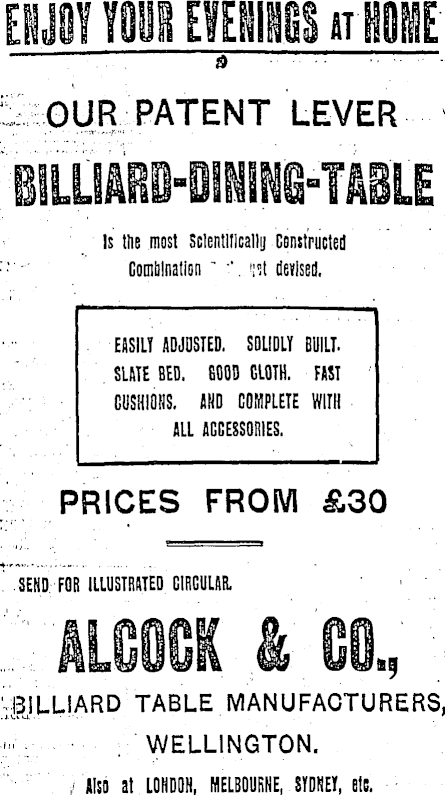 ENJOY YOUR EVENINGS AT HOME
OUR PATENT LEVER
BILLIARD-DINING-TABLE
Is the most Scientifically Constructed
Combination yet devised.
EASILY ADJUSTED. SOLIDLY BUILT.
SLATE BED. GOOD CLOTH. FAST
CUSHIONS. AND COMPLETE WITH
ALL ACCESSORIES.
PRICES FROM £30
SEND FOR ILLUSTRATED CIRCULAR.
ALCOCK & CO.,
BILLIARD TABLE MANUFACTURERS,
WELLINGTON.
Also at LONDON, MELBOURNE, SYDNEY, etc.